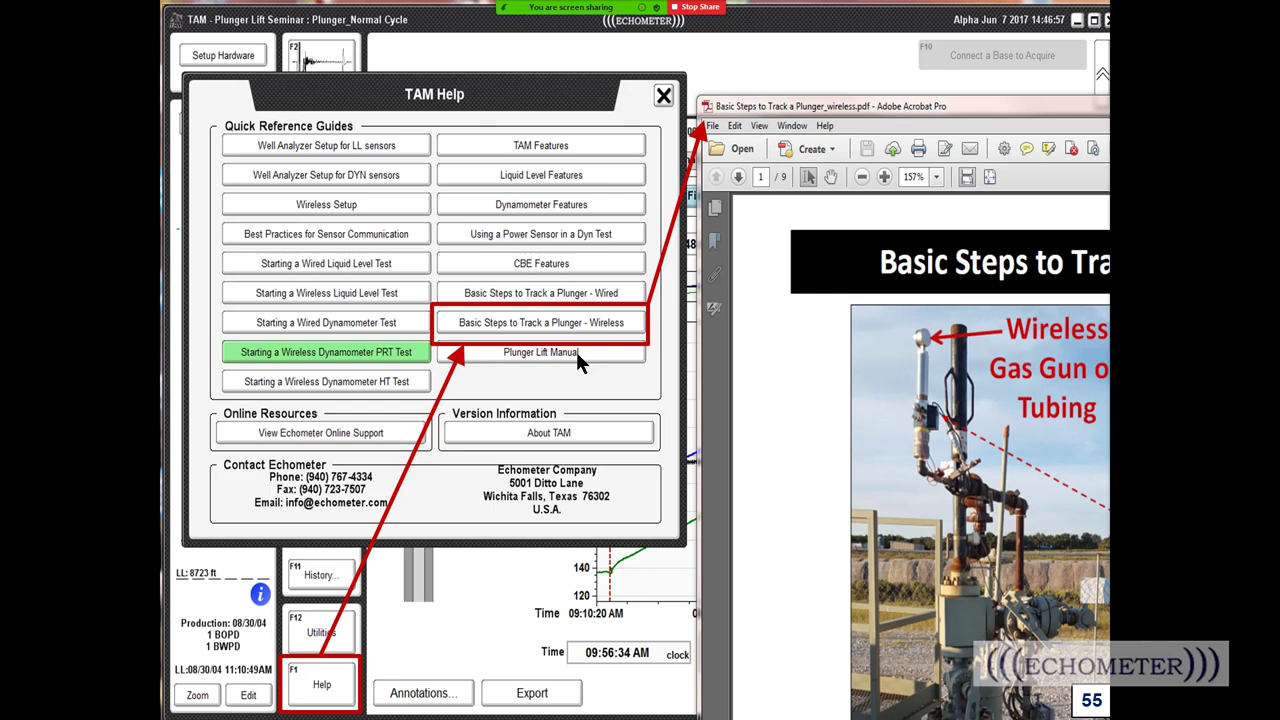 You are screen sharing
Stop Share
TAM - Plunger Lift Seminar : Plunger_Normal Cycle
(((ECHOMETER)))
Alpha Jun 7 2017 14:46:57
Setup Hardware
F2
F10
Connect a Base to Acquire
TAM Help
Quick Reference Guides
Well Analyzer Setup for LL sensors
TAM Features
Well Analyzer Setup for DYN sensors
Liquid Level Features
Wireless Setup
Dynamometer Features
Best Practices for Sensor Communication
Using a Power Sensor in a Dyn Test
Starting a Wired Liquid Level Test
CBE Features
Starting a Wireless Liquid Level Test
Basic Steps to Track a Plunger - Wired
Starting a Wired Dynamometer Test
Basic Steps to Track a Plunger - Wireless
Starting a Wireless Dynamometer PRT Test
Plunger Lift Manual
Starting a Wireless Dynamometer HT Test
Online Resources
View Echometer Online Support
Version Information
About TAM
Contact Echometer
Phone: (940) 767-4334
Fax: (940) 723-7507
Email: info@echometer.com
Echometer Company
5001 Ditto Lane
Wichita Falls, Texas 76302
U.S.A.
Basic Steps to Track a Plunger_wireless.pdf - Adobe Acrobat Pro
File Edit View Window Help
Open Create
1 / 9 157%
Basic Steps to Tra
Wireless
Gas Gun o
Tubing
LL: 8723 ft
Production: 08/30/04
1 BOPD
1 BWPD
LL:08/30/04 11:10:49AM
Zoom Edit
F11
History...
F12
Utilities
F1
Help
140
120
Time 09:10:20 AM
Time 09:56:34 AM clock
Annotations... Export
(((ECHOMETER)))
55